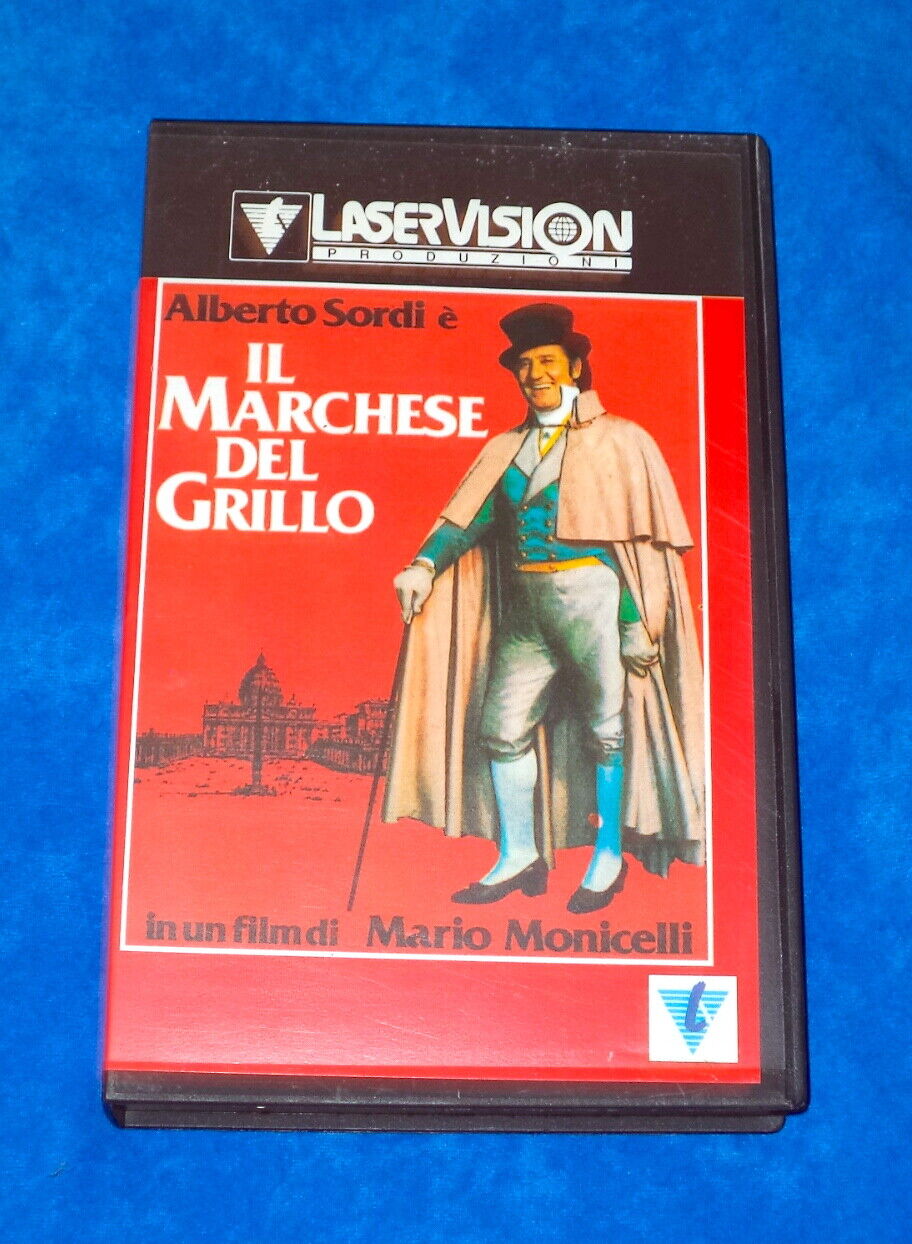 LASERVISION
PRODUZIONI
Alberto Sordi è
IL
MARCHESE
DEL
GRILLO
in un film di Mario Monicelli